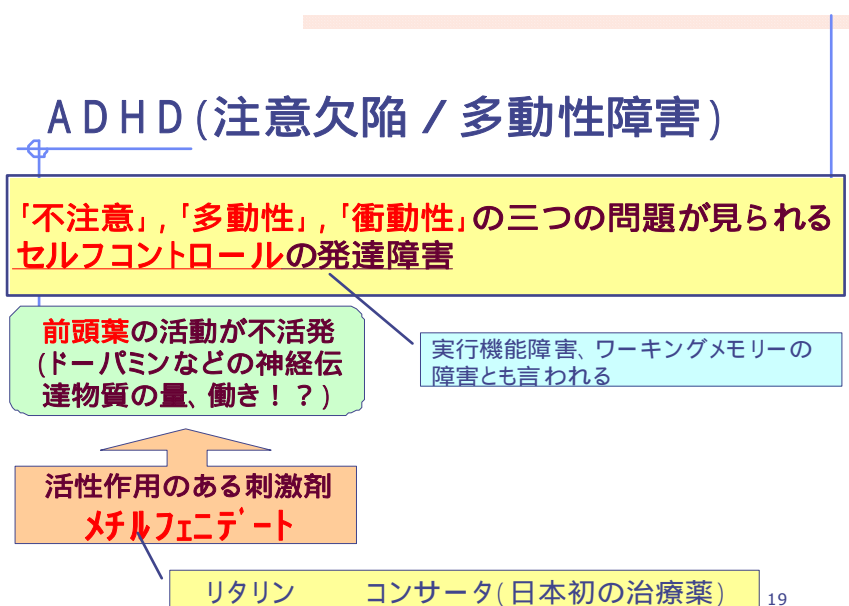 ADHD(注意欠陥/多動性障害)
「不注意」,「多動性」,「衝動性」の三つの問題が見られる
セルフコントロールの発達障害
前頭葉の活動が不活発
(ドーパミンなどの神経伝
達物質の量、働き!?)
実行機能障害、ワーキングメモリーの
障害とも言われる
活性作用のある刺激剤
メチルフェニデート
リタリン コンサータ(日本初の治療薬)
19